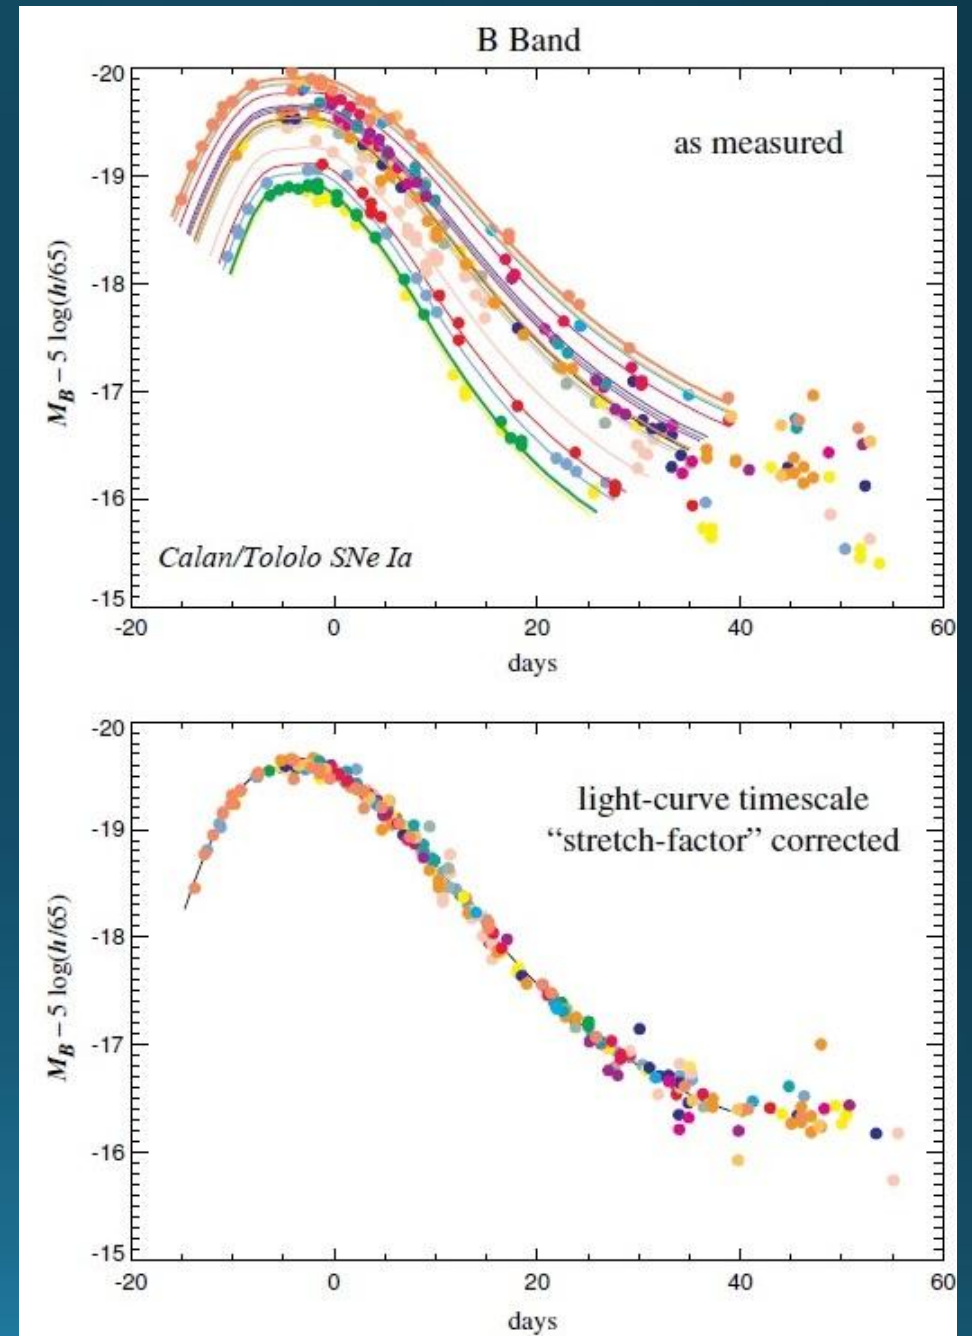 B Band
-20
as measured
-19
M_B – 5 log(h/65)
-18
-17
-16
Calan/Tololo SNe Ia
-15
-20 0 20 40 60
days
-20
light-curve timescale
“stretch-factor” corrected
-19
M_B – 5 log(h/65)
-18
-17
-16
-15
-20 0 20 40 60
days